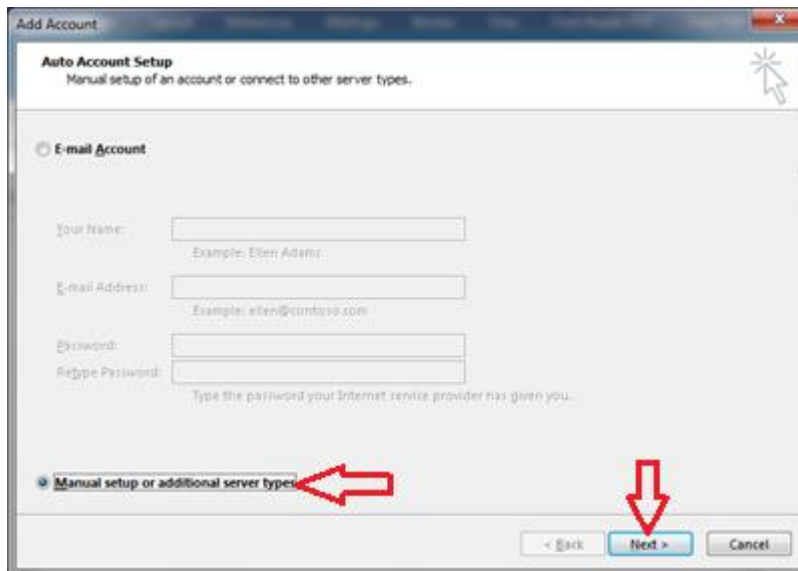 Add Account
Auto Account Setup
Manual setup of an account or connect to other server types.
E-mail Account
Your Name:
Example: Ellen Adams
E-mail Address:
Example: ellen@contoso.com
Password:
Retype Password:
Type the password your Internet service provider has given you.
Manual setup or additional server types
< Back Next > Cancel